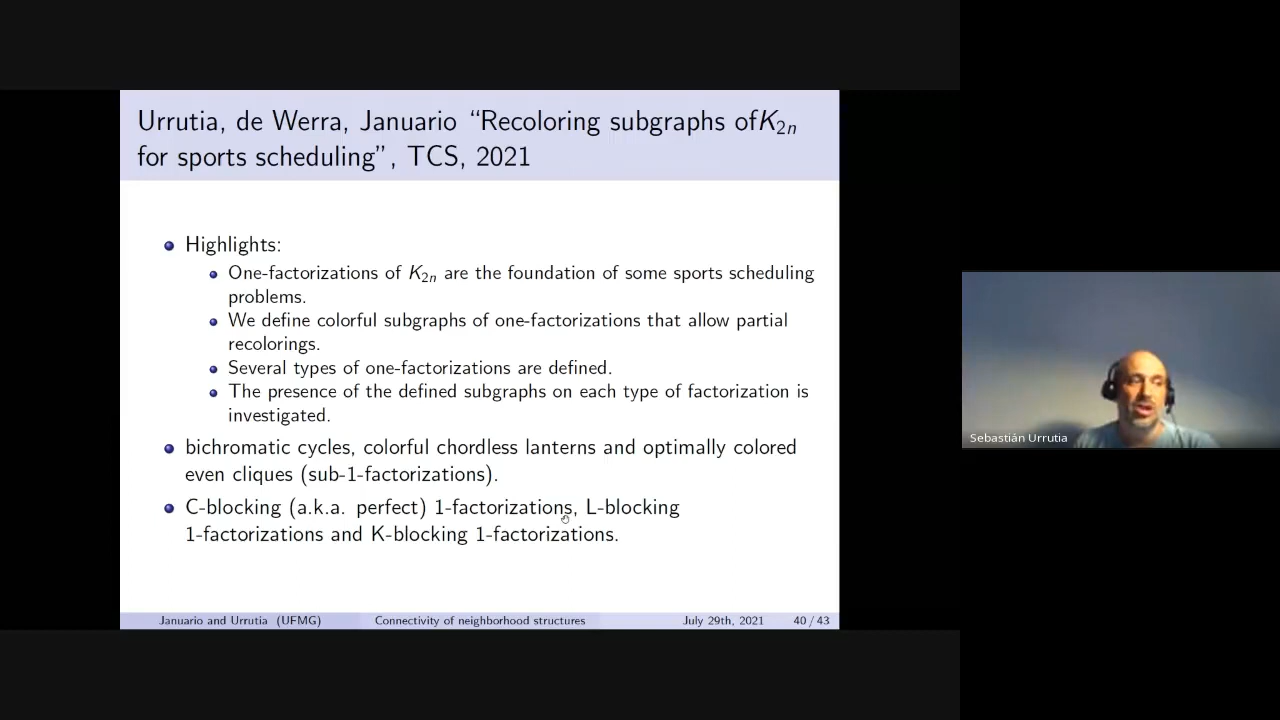 Urrutia, de Werra, Januario “Recoloring subgraphs ofK2n
for sports scheduling”, TCS, 2021
Highlights:
One-factorizations of K2n are the foundation of some sports scheduling
problems.
We define colorful subgraphs of one-factorizations that allow partial
recolorings.
Several types of one-factorizations are defined.
The presence of the defined subgraphs on each type of factorization is
investigated.
bichromatic cycles, colorful chordless lanterns and optimally colored
even cliques (sub-1-factorizations).
C-blocking (a.k.a. perfect) 1-factorizations, L-blocking
1-factorizations and K-blocking 1-factorizations.
Januario and Urrutia (UFMG) Connectivity of neighborhood structures July 29th, 2021 40 / 43
Sebastián Urrutia